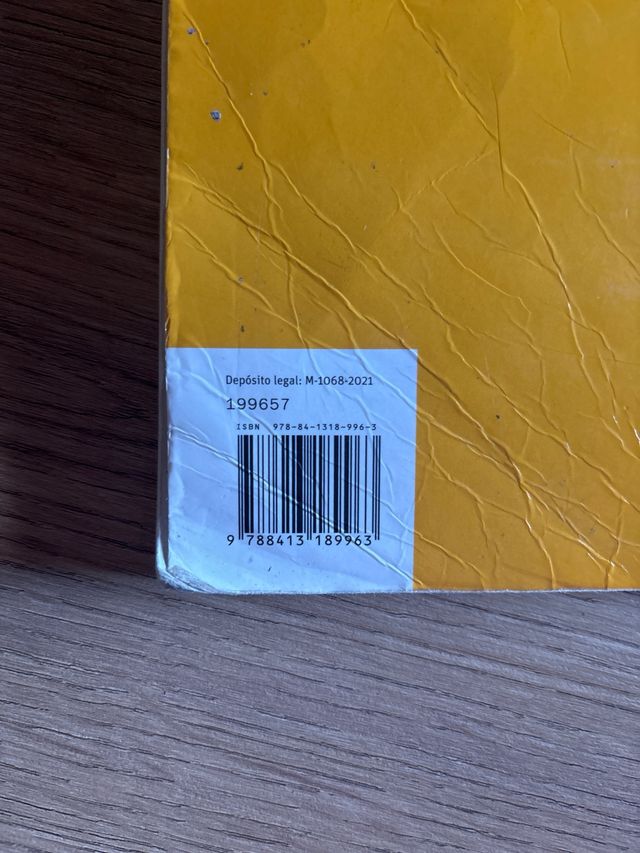 Depósito legal: M-1068-2021
199657
ISBN 978-84-1318-996-3
9 788413 189963